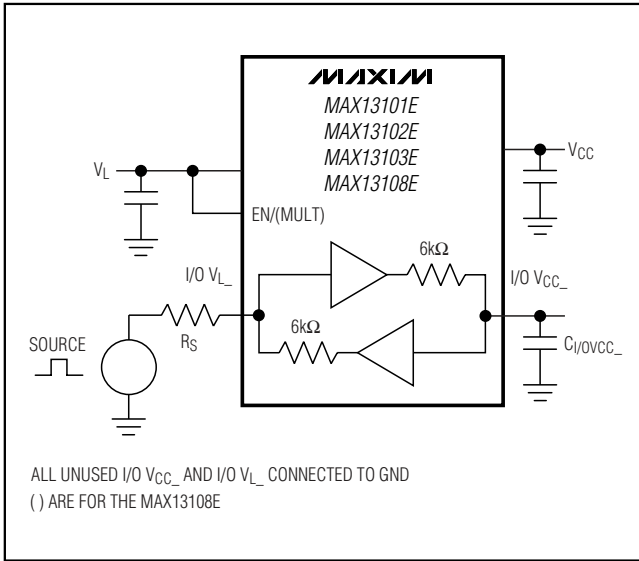 MAXIM
MAX13101E
MAX13102E
MAX13103E
MAX13108E
VL
VCC
EN/(MULT)
6kΩ
I/O VL_
I/O VCC_
6kΩ
RS
SOURCE
CI/OVCC_
ALL UNUSED I/O VCC_ AND I/O VL_ CONNECTED TO GND
( ) ARE FOR THE MAX13108E